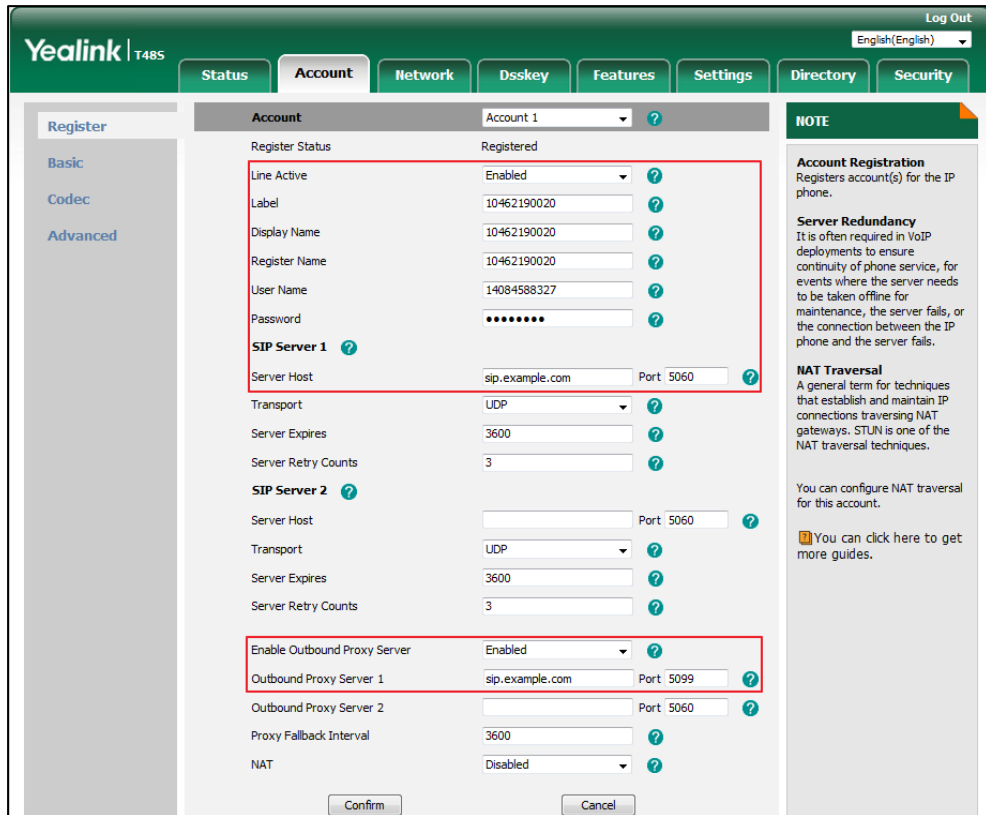 Log Out
Yealink | T48S
English(English)
Status Account Network Dsskey Features Settings Directory Security
Register
Basic
Codec
Advanced
Account Account 1
Register Status Registered
Line Active Enabled
Label 10462190020
Display Name 10462190020
Register Name 10462190020
User Name 14084588327
Password ••••••••
SIP Server 1
Server Host sip.example.com Port 5060
Transport UDP
Server Expires 3600
Server Retry Counts 3
SIP Server 2
Server Host Port 5060
Transport UDP
Server Expires 3600
Server Retry Counts 3
Enable Outbound Proxy Server Enabled
Outbound Proxy Server 1 sip.example.com Port 5099
Outbound Proxy Server 2 Port 5060
Proxy Fallback Interval 3600
NAT Disabled
Confirm Cancel
NOTE
Account Registration
Registers account(s) for the IP
phone.
Server Redundancy
It is often required in VoIP
deployments to ensure
continuity of phone service, for
events where the server needs
to be taken offline for
maintenance, the server fails, or
the connection between the IP
phone and the server fails.
NAT Traversal
A general term for techniques
that establish and maintain IP
connections traversing NAT
gateways. STUN is one of the
NAT traversal techniques.
You can configure NAT traversal
for this account.
You can click here to get
more guides.